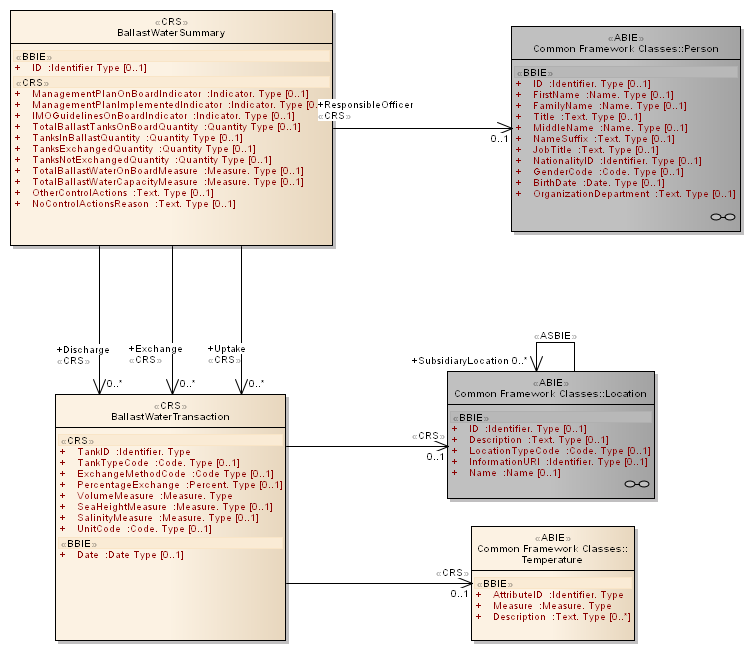 «CRS»
BallastWaterSummary
«BBIE»
+ ID :Identifier Type [0..1]
«CRS»
+ ManagementPlanOnBoardIndicator :Indicator. Type [0..1]
+ ManagementPlanImplementedIndicator :Indicator. Type [0..
+ IMOGuidelinesOnBoardIndicator :Indicator. Type [0..1]
+ TotalBallastTanksOnBoardQuantity :Quantity. Type [0..1]
+ TanksInBallastQuantity :Quantity. Type [0..1]
+ TanksExchangedQuantity :Quantity. Type [0..1]
+ TanksNotExchangedQuantity :Quantity. Type [0..1]
+ TotalBallastWaterOnBoardMeasure :Measure. Type [0..1]
+ TotalBallastWaterCapacityMeasure :Measure. Type [0..1]
+ OtherControlActions :Text. Type [0..1]
+ NoControlActionsReason :Text. Type [0..1]
+ResponsibleOfficer
«CRS»
0..1
«ABIE»
Common Framework Classes::Person
«BBIE»
+ ID :Identifier. Type [0..1]
+ FirstName :Name. Type [0..1]
+ FamilyName :Name. Type [0..1]
+ Title :Text. Type [0..1]
+ MiddleName :Name. Type [0..1]
+ NameSuffix :Text. Type [0..1]
+ JobTitle :Text. Type [0..1]
+ NationalityID :Identifier. Type [0..1]
+ GenderCode :Code. Type [0..1]
+ BirthDate :Date. Type [0..1]
+ OrganizationDepartment :Text. Type [0..1]
+Discharge
«CRS»
0..*
+Exchange
«CRS»
0..*
+Uptake
«CRS»
0..*
«ASBIE»
+SubsidiaryLocation 0..*
«CRS»
BallastWaterTransaction
«CRS»
+ TankID :Identifier. Type
+ TankTypeCode :Code. Type [0..1]
+ ExchangeMethodCode :Code Type [0..1]
+ PercentageExchange :Percent. Type [0..1]
+ VolumeMeasure :Measure. Type
+ SeaHeightMeasure :Measure. Type [0..1]
+ SalinityMeasure :Measure. Type [0..1]
+ UnitCode :Code. Type [0..1]
«BBIE»
+ Date :Date Type [0..1]
«CRS»
0..1
«ABIE»
Common Framework Classes::Location
«BBIE»
+ ID :Identifier. Type [0..1]
+ Description :Text. Type [0..1]
+ LocationTypeCode :Code. Type [0..1]
+ InformationURI :Identifier. Type [0..1]
+ Name :Name [0..1]
«CRS»
0..1
«ABIE»
Common Framework Classes::
Temperature
«BBIE»
+ AttributeID :Identifier. Type
+ Measure :Measure. Type
+ Description :Text. Type [0..*]